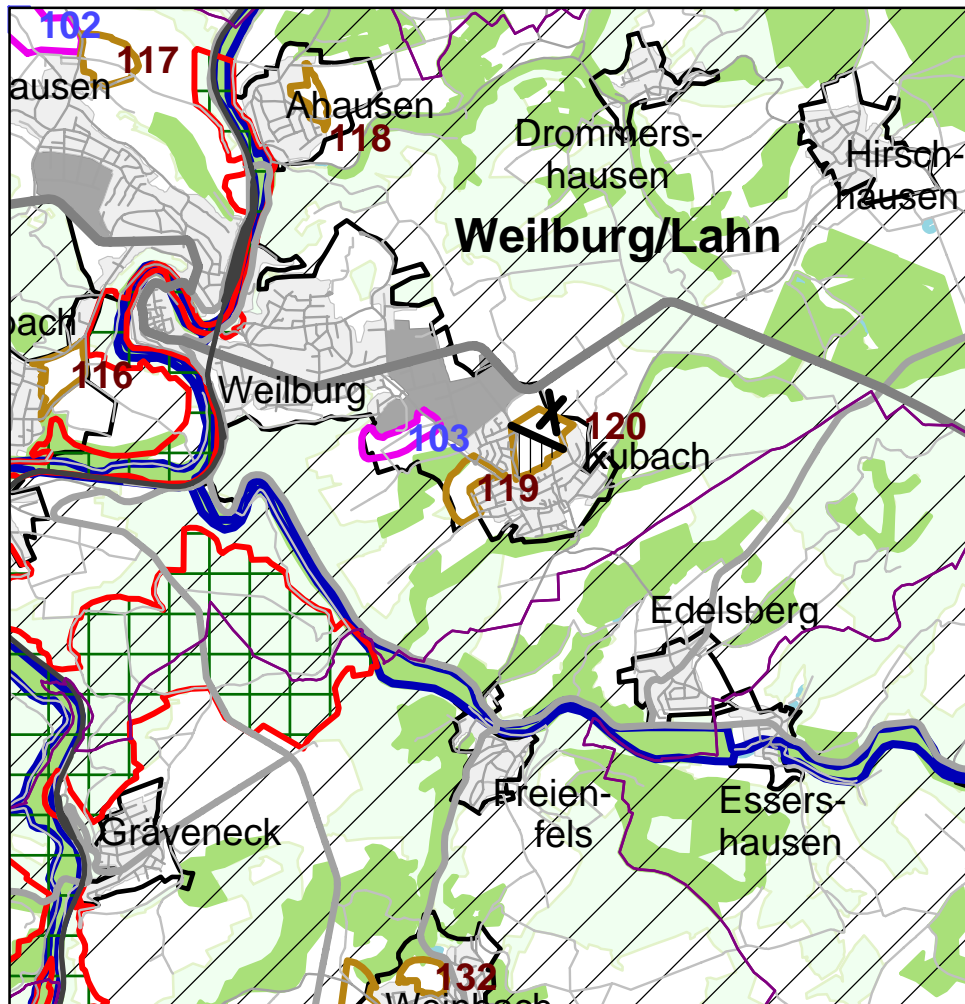 102
117
ausen
Ahausen
118
Drommers-
hausen
Hirsch-
hausen
Weilburg/Lahn
bach
116
Weilburg
103
120
Kubach
119
Edelsberg
Freien-
fels
Essers-
hausen
Gräveneck
132
Weinbach